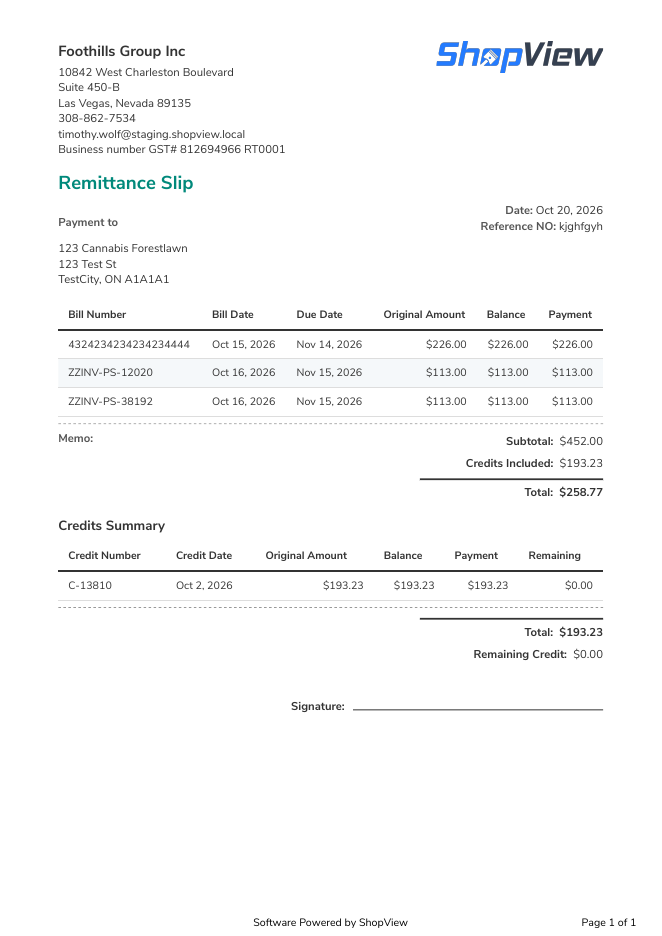 Foothills Group Inc
ShopView
10842 West Charleston Boulevard
Suite 450-B
Las Vegas, Nevada 89135
308-862-7534
timothy.wolf@staging.shopview.local
Business number GST# 812694966 RT0001
Remittance Slip
Date: Oct 20, 2026
Payment to
Reference NO: kjghfgyh
123 Cannabis Forestlawn
123 Test St
TestCity, ON A1A1A1
Bill Number Bill Date Due Date Original Amount Balance Payment
4324234234234234444 Oct 15, 2026 Nov 14, 2026 $226.00 $226.00 $226.00
ZZINV-PS-12020 Oct 16, 2026 Nov 15, 2026 $113.00 $113.00 $113.00
ZZINV-PS-38192 Oct 16, 2026 Nov 15, 2026 $113.00 $113.00 $113.00
Memo: Subtotal: $452.00
Credits Included: $193.23
Total: $258.77
Credits Summary
Credit Number Credit Date Original Amount Balance Payment Remaining
C-13810 Oct 2, 2026 $193.23 $193.23 $193.23 $0.00
Total: $193.23
Remaining Credit: $0.00
Signature:
Software Powered by ShopView Page 1 of 1